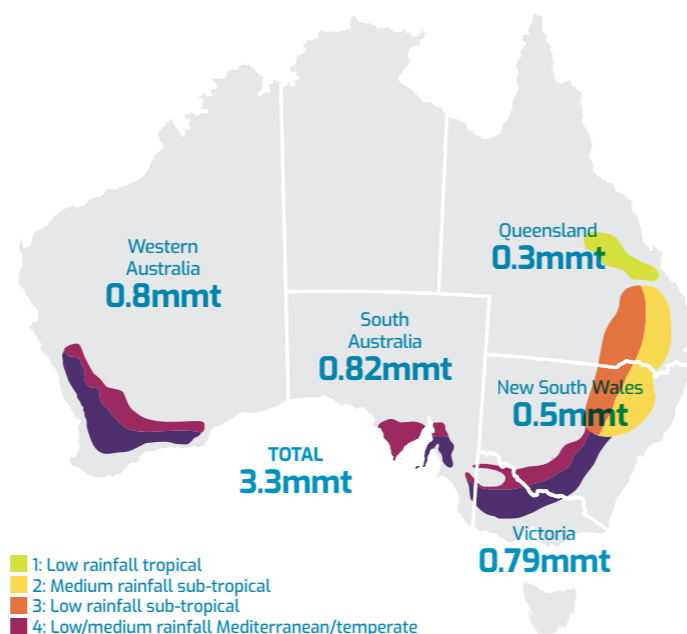 Queensland
0.3mmt
Western
Australia
0.8mmt
South
Australia
0.82mmt
New South Wales
0.5mmt
TOTAL
3.3mmt
Victoria
0.79mmt
1: Low rainfall tropical
2: Medium rainfall sub-tropical
3: Low rainfall sub-tropical
4: Low/medium rainfall Mediterranean/temperate